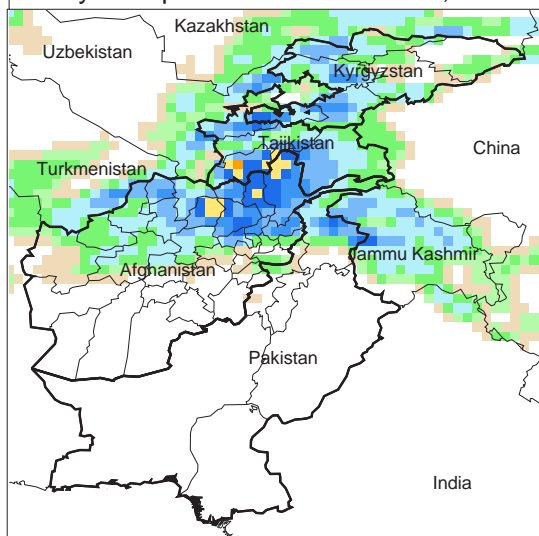 Kazakhstan
Uzbekistan
Kyrgyzstan
Tajikistan
China
Turkmenistan
Jammu Kashmir
Afghanistan
Pakistan
India